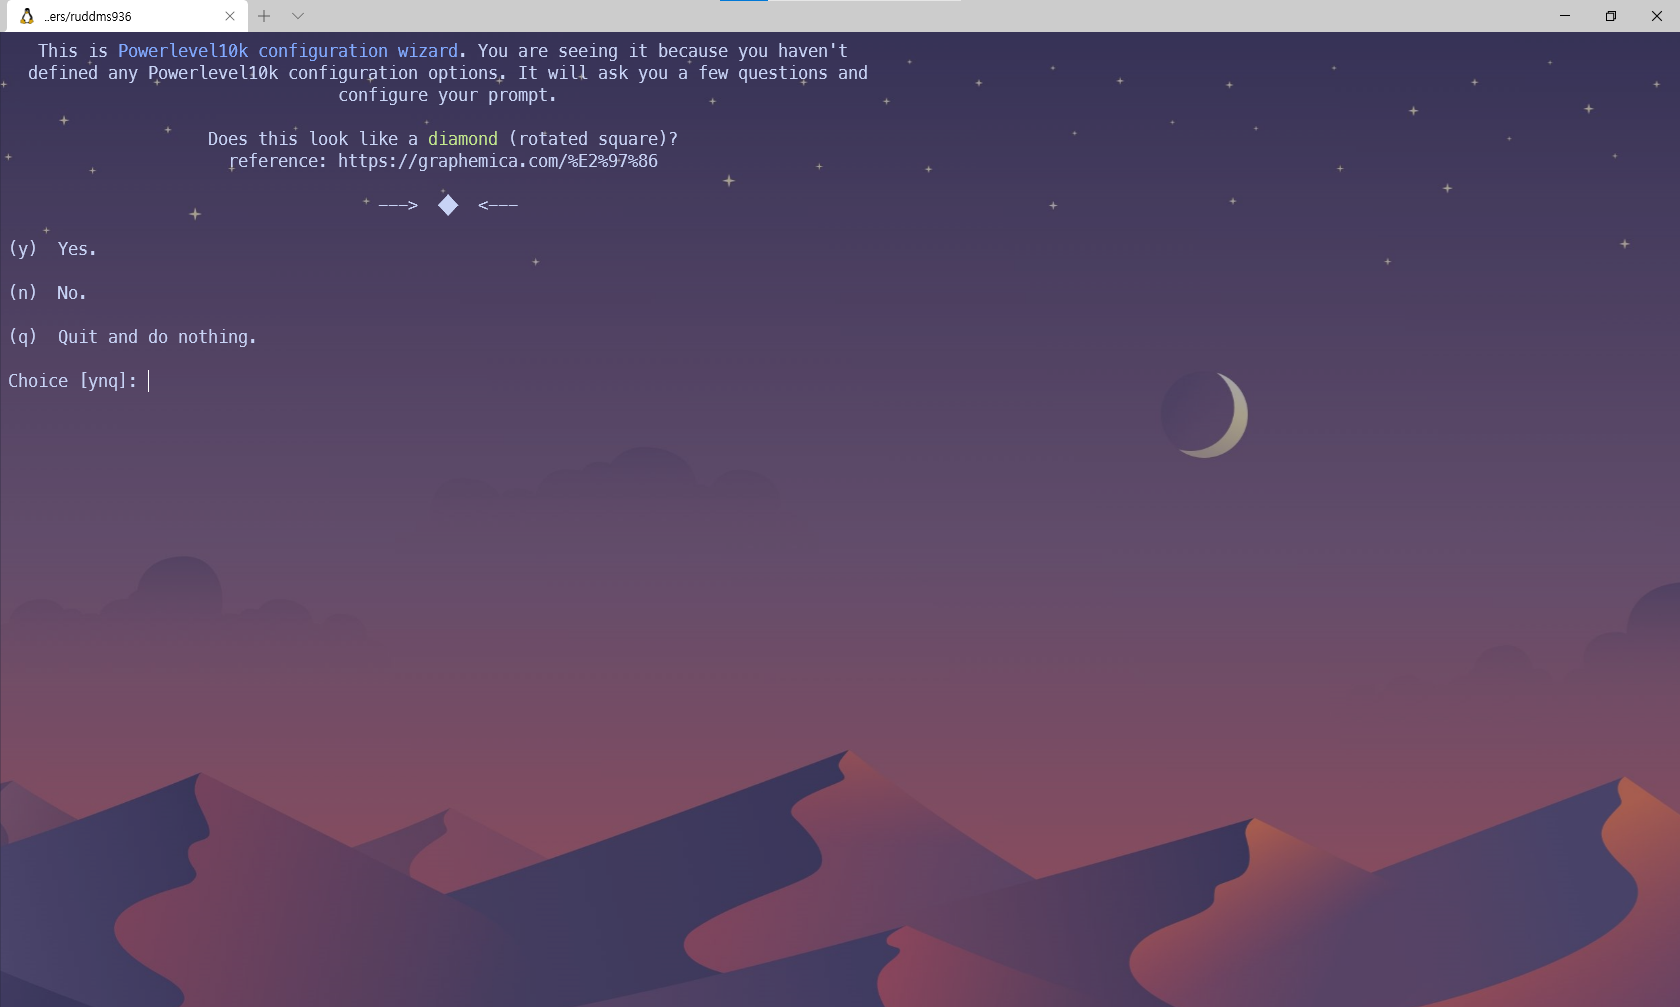 ..ers/ruddms936
This is Powerlevel10k configuration wizard. You are seeing it because you haven't
defined any Powerlevel10k configuration options. It will ask you a few questions and
configure your prompt.
Does this look like a diamond (rotated square)?
reference: https://graphemica.com/%E2%97%86
---> ◆ <---
(y) Yes.
(n) No.
(q) Quit and do nothing.
Choice [ynq]: